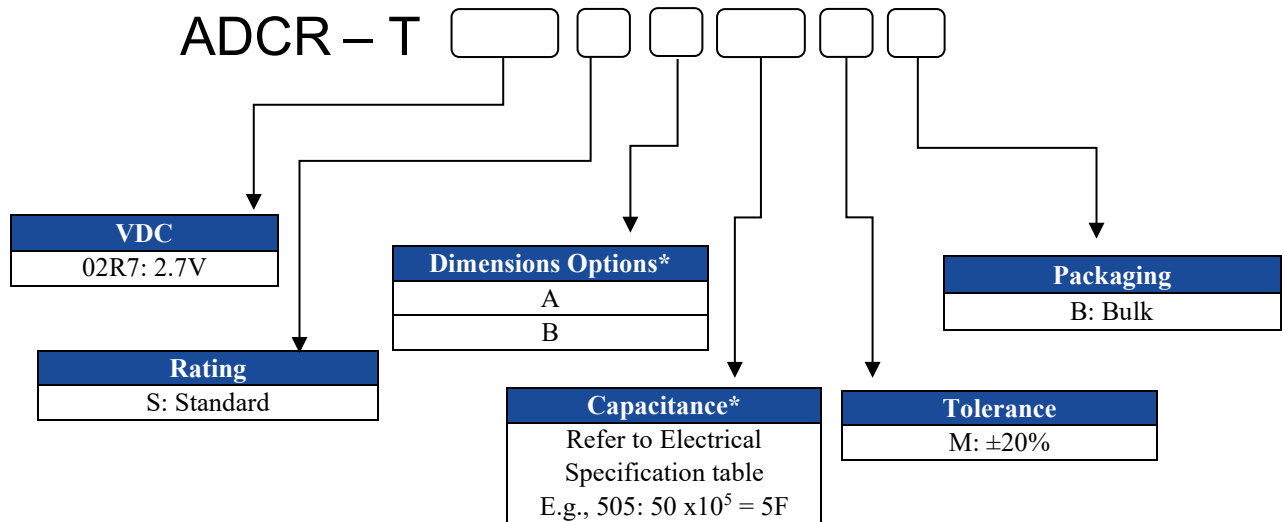 ADCR – T
VDC
02R7: 2.7V
Rating
S: Standard
Dimensions Options*
A
B
Capacitance*
Refer to Electrical
Specification table
E.g., 505: 50 x10⁵ = 5F
Tolerance
M: ±20%
Packaging
B: Bulk